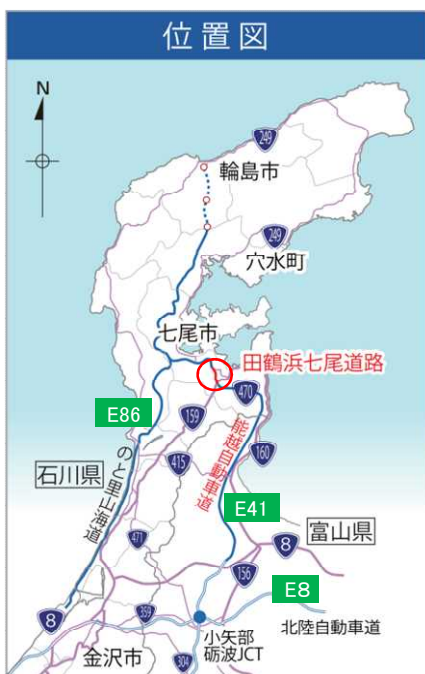 位置図
N
249
輪島市
249
穴水町
七尾市
田鶴浜七尾道路
E86
159
470
能越自動車道
160
415
石川県
のと里山海道
E41
富山県
471
8
156
E8
8
359
小矢部
砺波JCT
北陸自動車道
金沢市
304